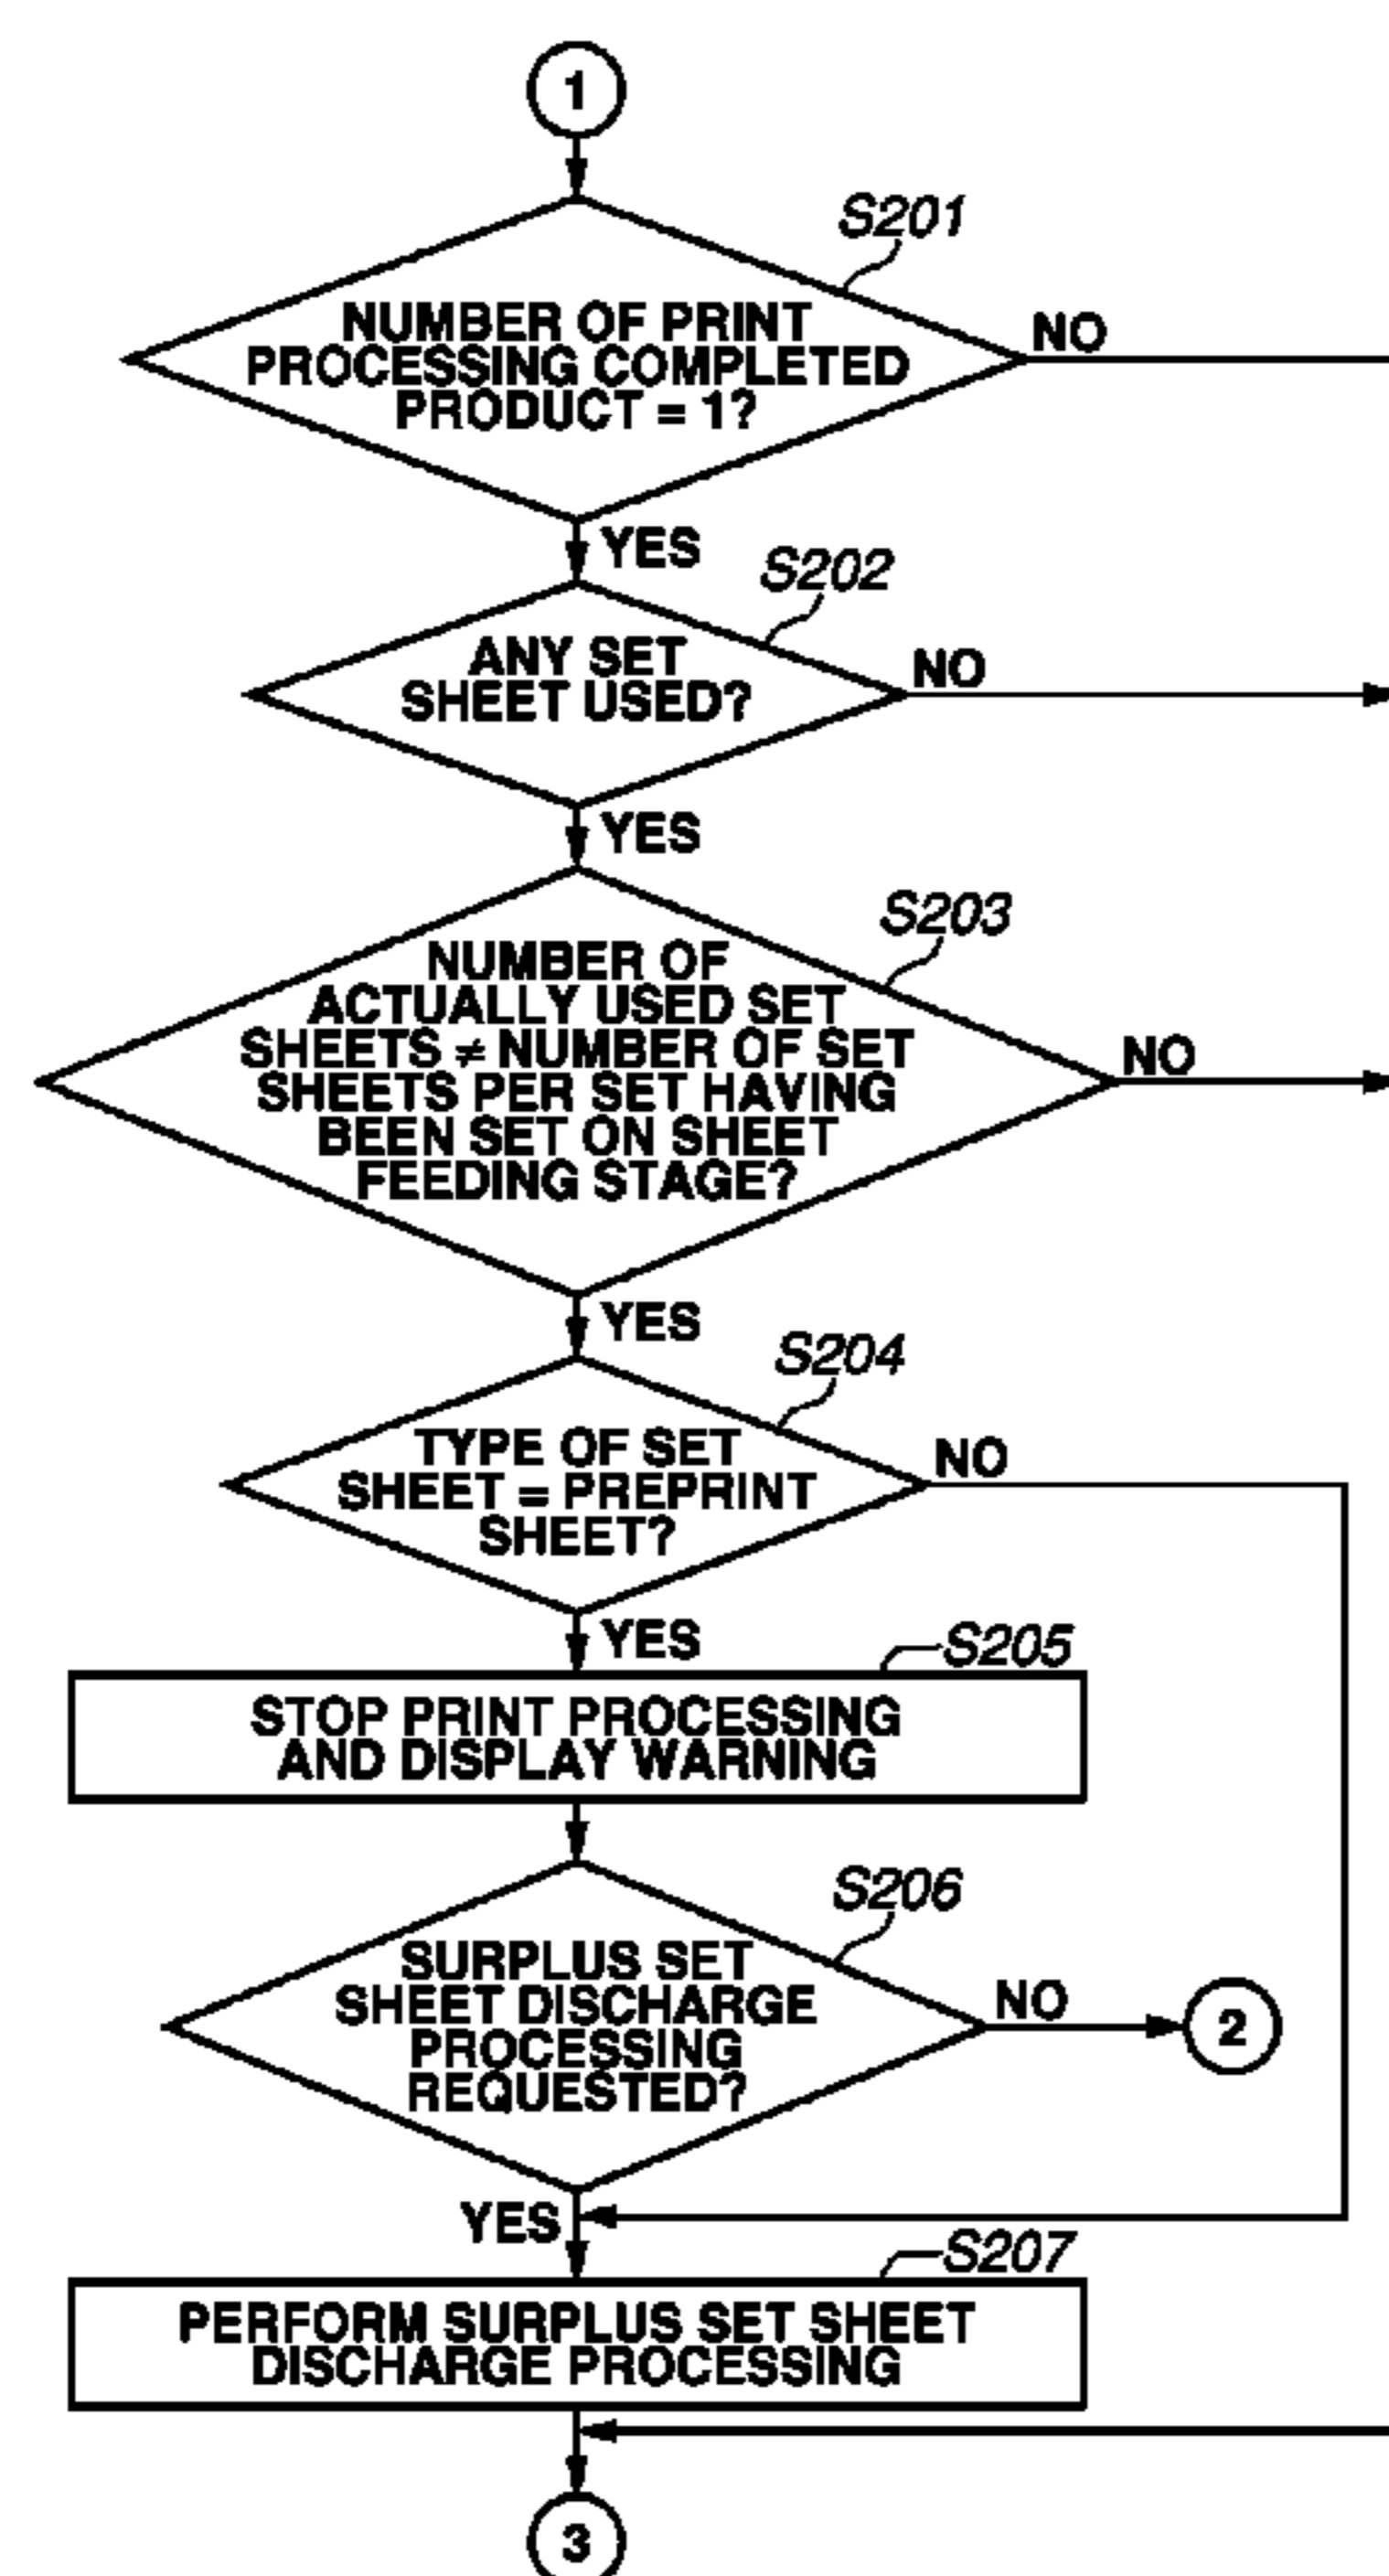 1
S201
NUMBER OF PRINT
PROCESSING COMPLETED
PRODUCT = 1?
NO
YES
S202
ANY SET
SHEET USED?
NO
YES
S203
NUMBER OF
ACTUALLY USED SET
SHEETS ≠ NUMBER OF SET
SHEETS PER SET HAVING
BEEN SET ON SHEET
FEEDING STAGE?
NO
YES
S204
TYPE OF SET
SHEET = PREPRINT
SHEET?
NO
YES
S205
STOP PRINT PROCESSING
AND DISPLAY WARNING
S206
SURPLUS SET
SHEET DISCHARGE
PROCESSING
REQUESTED?
NO
2
YES
S207
PERFORM SURPLUS SET SHEET
DISCHARGE PROCESSING
3